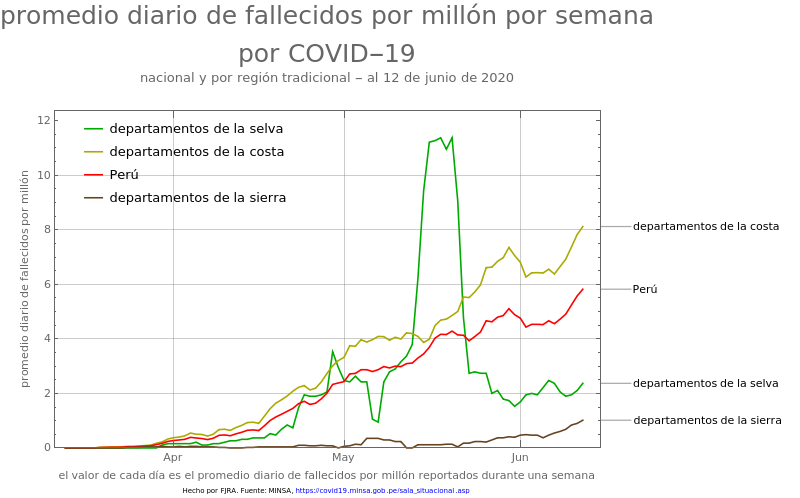 promedio diario de fallecidos por millón por semana
por COVID−19
nacional y por región tradicional − al 12 de junio de 2020
promedio diario de fallecidos por millón
12
10
8
6
4
2
0
departamentos de la selva
departamentos de la costa
Perú
departamentos de la sierra
departamentos de la costa
Perú
departamentos de la selva
departamentos de la sierra
Apr
May
Jun
el valor de cada día es el promedio diario de fallecidos por millón reportados durante una semana
Hecho por FJRA. Fuente: MINSA, https://covid19.minsa.gob.pe/sala_situacional.asp